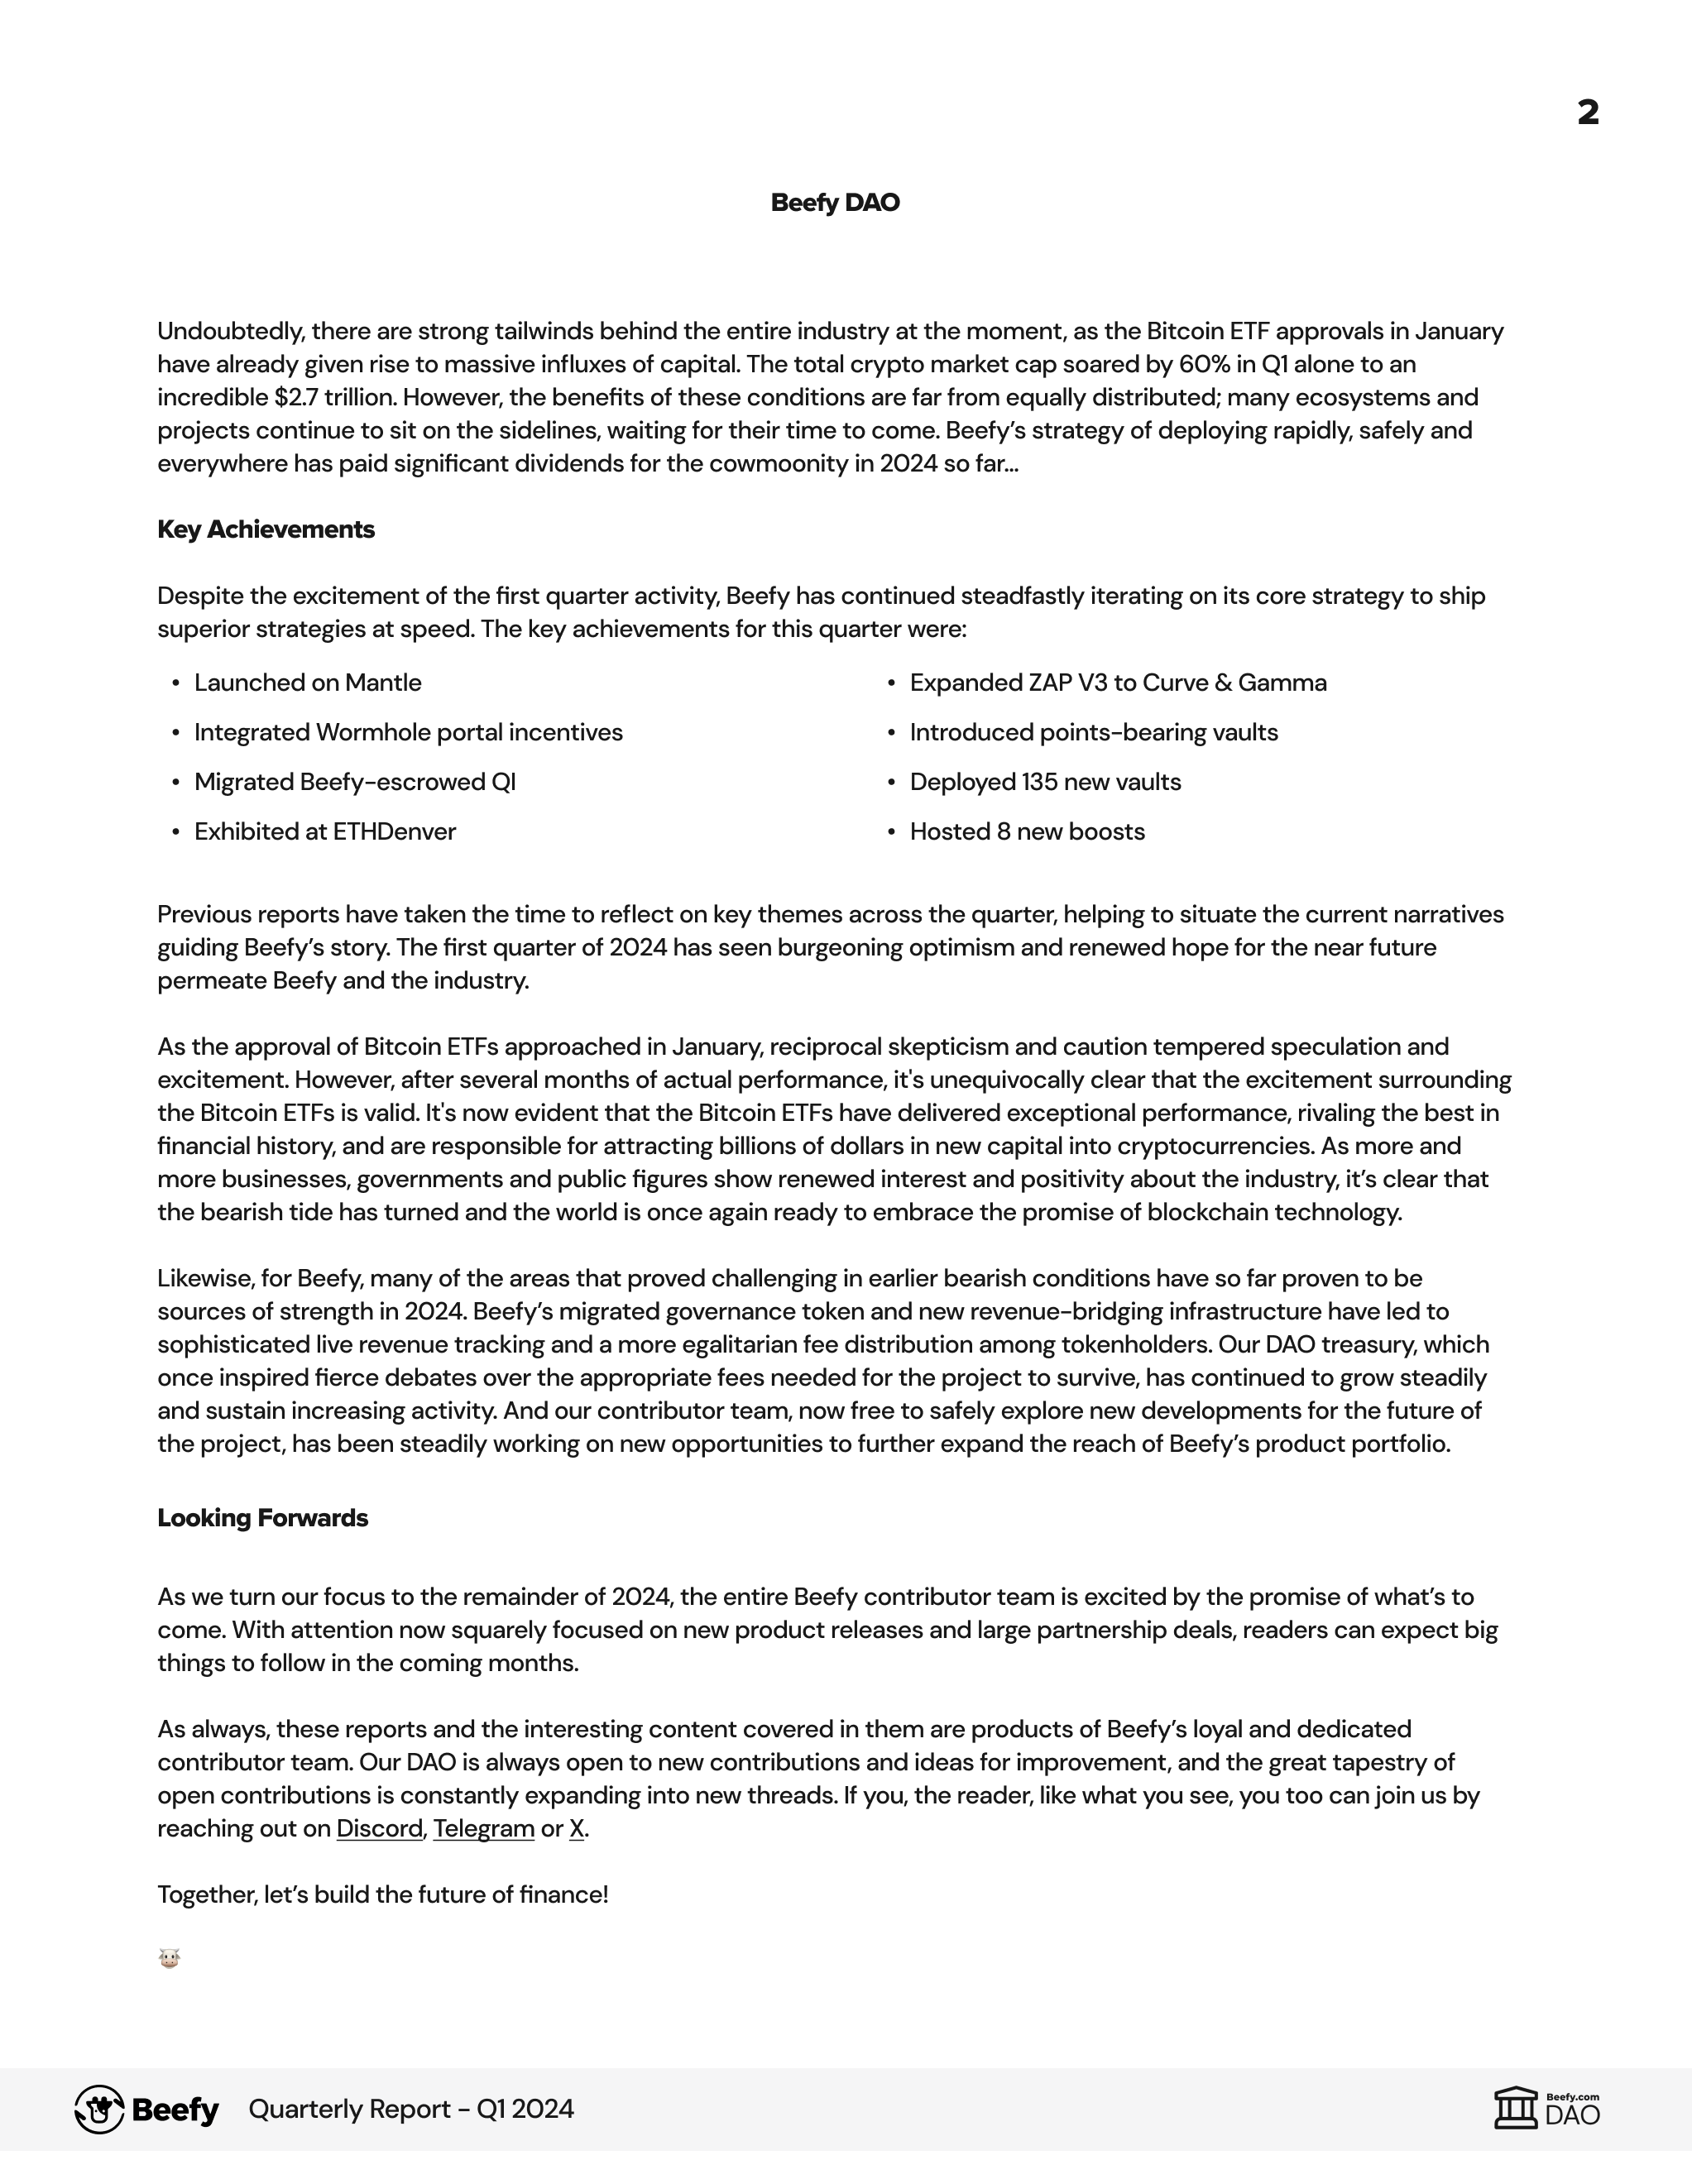 2
Beefy DAO
Undoubtedly, there are strong tailwinds behind the entire industry at the moment, as the Bitcoin ETF approvals in January
have already given rise to massive influxes of capital. The total crypto market cap soared by 60% in Q1 alone to an
incredible $2.7 trillion. However, the benefits of these conditions are far from equally distributed; many ecosystems and
projects continue to sit on the sidelines, waiting for their time to come. Beefy’s strategy of deploying rapidly, safely and
everywhere has paid significant dividends for the cowmoonity in 2024 so far...
Key Achievements
Despite the excitement of the first quarter activity, Beefy has continued steadfastly iterating on its core strategy to ship
superior strategies at speed. The key achievements for this quarter were:
• Launched on Mantle
• Integrated Wormhole portal incentives
• Migrated Beefy-escrowed QI
• Exhibited at ETHDenver
• Expanded ZAP V3 to Curve & Gamma
• Introduced points-bearing vaults
• Deployed 135 new vaults
• Hosted 8 new boosts
Previous reports have taken the time to reflect on key themes across the quarter, helping to situate the current narratives
guiding Beefy’s story. The first quarter of 2024 has seen burgeoning optimism and renewed hope for the near future
permeate Beefy and the industry.
As the approval of Bitcoin ETFs approached in January, reciprocal skepticism and caution tempered speculation and
excitement. However, after several months of actual performance, it's unequivocally clear that the excitement surrounding
the Bitcoin ETFs is valid. It's now evident that the Bitcoin ETFs have delivered exceptional performance, rivaling the best in
financial history, and are responsible for attracting billions of dollars in new capital into cryptocurrencies. As more and
more businesses, governments and public figures show renewed interest and positivity about the industry, it’s clear that
the bearish tide has turned and the world is once again ready to embrace the promise of blockchain technology.
Likewise, for Beefy, many of the areas that proved challenging in earlier bearish conditions have so far proven to be
sources of strength in 2024. Beefy’s migrated governance token and new revenue-bridging infrastructure have led to
sophisticated live revenue tracking and a more egalitarian fee distribution among tokenholders. Our DAO treasury, which
once inspired fierce debates over the appropriate fees needed for the project to survive, has continued to grow steadily
and sustain increasing activity. And our contributor team, now free to safely explore new developments for the future of
the project, has been steadily working on new opportunities to further expand the reach of Beefy’s product portfolio.
Looking Forwards
As we turn our focus to the remainder of 2024, the entire Beefy contributor team is excited by the promise of what’s to
come. With attention now squarely focused on new product releases and large partnership deals, readers can expect big
things to follow in the coming months.
As always, these reports and the interesting content covered in them are products of Beefy’s loyal and dedicated
contributor team. Our DAO is always open to new contributions and ideas for improvement, and the great tapestry of
open contributions is constantly expanding into new threads. If you, the reader, like what you see, you too can join us by
reaching out on Discord, Telegram or X.
Together, let’s build the future of finance!
Beefy Quarterly Report - Q1 2024
Beefy.com
DAO